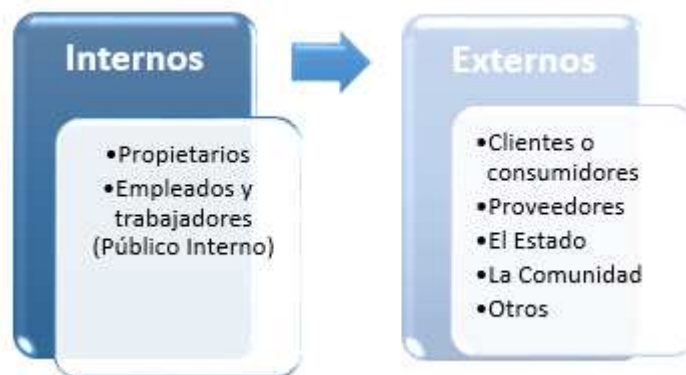 Internos
•Propietarios
•Empleados y
trabajadores
(Público Interno)
Externos
•Clientes o
consumidores
•Proveedores
•El Estado
•La Comunidad
•Otros